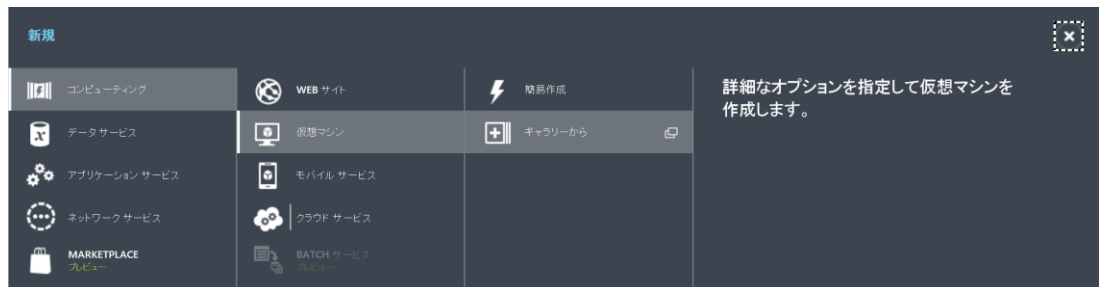 新規
コンピューティング
データ サービス
アプリケーション サービス
ネットワーク サービス
MARKETPLACE
プレビュー
WEB サイト
仮想マシン
モバイル サービス
クラウド サービス
BATCH サービス
プレビュー
簡易作成
ギャラリーから
詳細なオプションを指定して仮想マシンを
作成します。